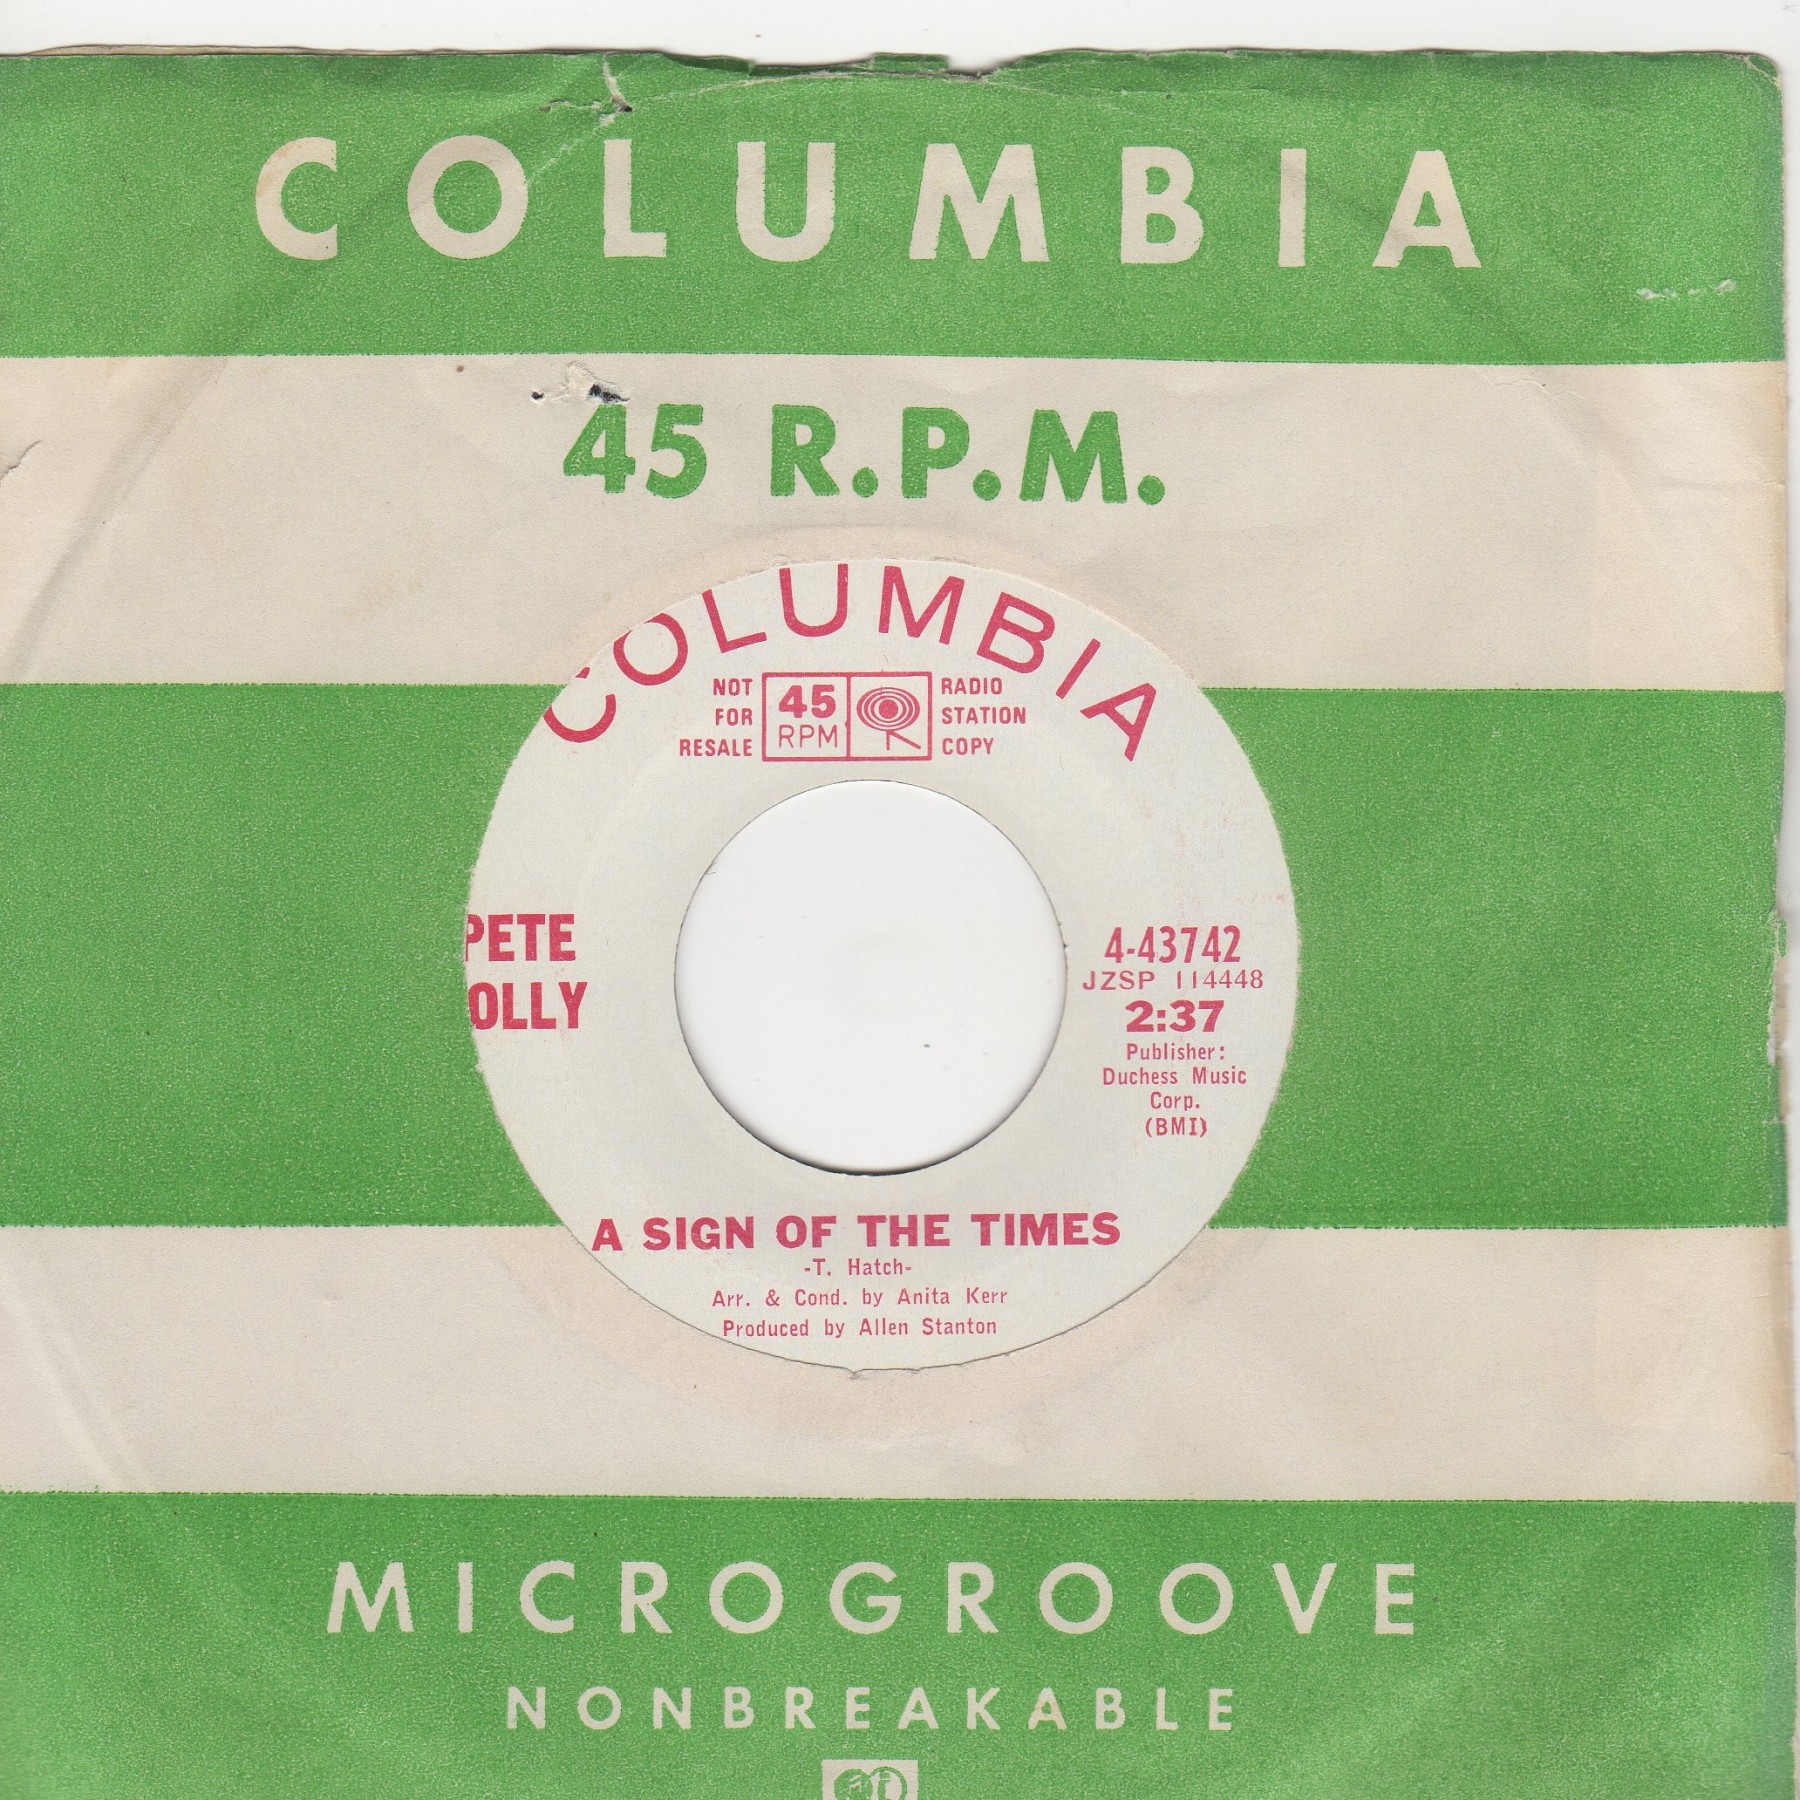 COLUMBIA
45 R.P.M.
COLUMBIA
NOT FOR RESALE
45 RPM
RADIO STATION COPY
PETE
OLLY
4-43742
JZSP 114448
2:37
Publisher:
Duchess Music
Corp.
(BMI)
A SIGN OF THE TIMES
-T. Hatch-
Arr. & Cond. by Anita Kerr
Produced by Allen Stanton
MICROGROOVE
NONBREAKABLE